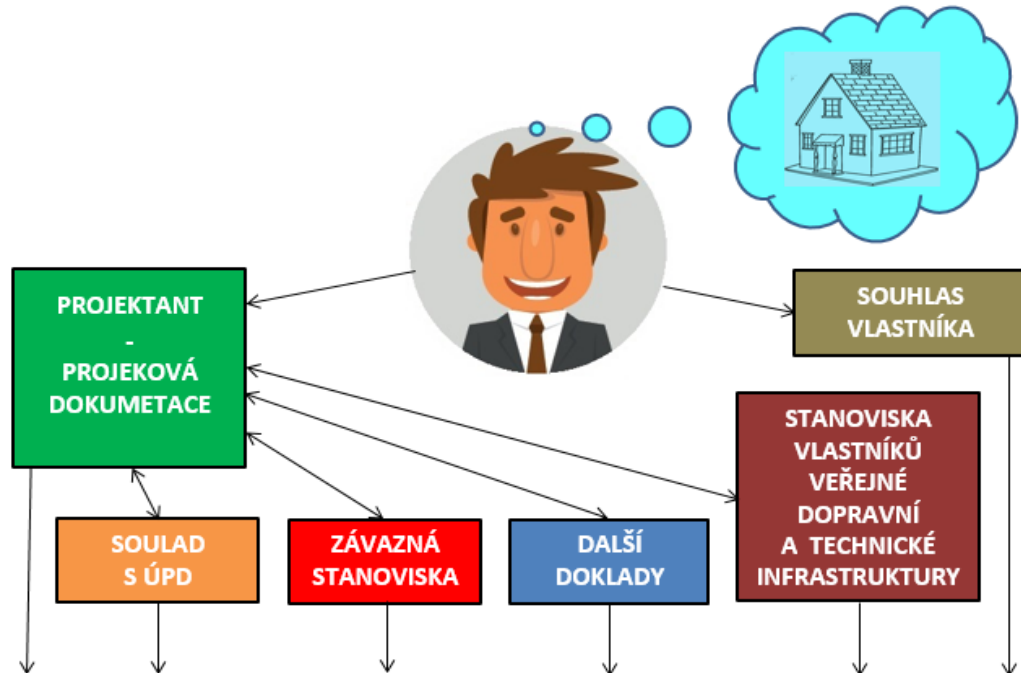 PROJEKTANT
-
PROJEKOVÁ
DOKUMETACE
SOUHLAS
VLASTNÍKA
STANOVISKA
VLASTNÍKŮ
VEŘEJNÉ
DOPRAVNÍ
A TECHNICKÉ
INFRASTRUKTURY
SOULAD
S ÚPD
ZÁVAZNÁ
STANOVISKA
DALŠÍ
DOKLADY